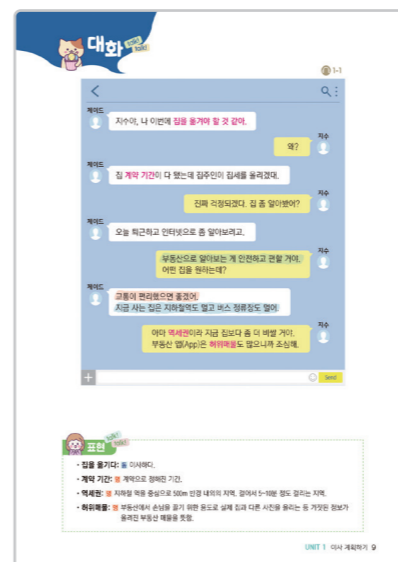 대화 talk! talk!
1-1
제이드
지수야, 나 이번에 집을 옮겨야 할 것 같아.
지수
왜?
제이드
집 계약 기간이 다 됐는데 집주인이 집세를 올리겠대.
지수
진짜 걱정되겠다. 집 좀 알아봤어?
제이드
오늘 퇴근하고 인터넷으로 좀 알아보려고.
지수
부동산으로 알아보는 게 안전하고 편할 거야.
어떤 집을 원하는데?
제이드
교통이 편리했으면 좋겠어.
지금 사는 집은 지하철역도 멀고 버스 정류장도 멀어.
지수
아마 역세권이라 지금 집보다 좀 더 비쌀 거야.
부동산 앱(App)은 허위매물도 많으니까 조심해.
Send
표현 talk! talk!
• 집을 옮기다: 동 이사하다.
• 계약 기간: 명 계약으로 정해진 기간.
• 역세권: 명 지하철 역을 중심으로 500m 반경 내외의 지역. 걸어서 5~10분 정도 걸리는 지역.
• 허위매물: 명 부동산에서 손님을 끌기 위한 용도로 실제 집과 다른 사진을 올리는 등 거짓된 정보가
올려진 부동산 매물을 뜻함.
UNIT 1 이사 계획하기 9